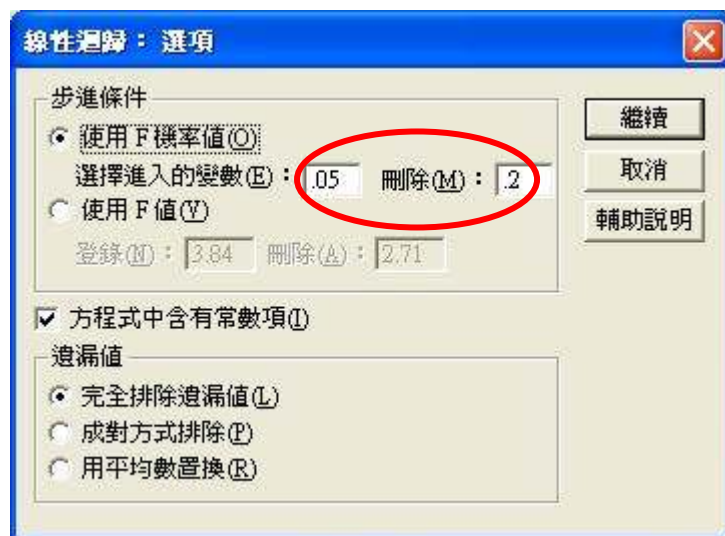 線性迴歸：選項
步進條件
使用 F 機率值(O)
選擇進入的變數(E)： .05 刪除(M)： .2
使用 F 值(V)
登錄(N)： 3.84 刪除(A)： 2.71
方程式中含有常數項(I)
遺漏值
完全排除遺漏值(L)
成對方式排除(P)
用平均數置換(R)
繼續
取消
輔助說明